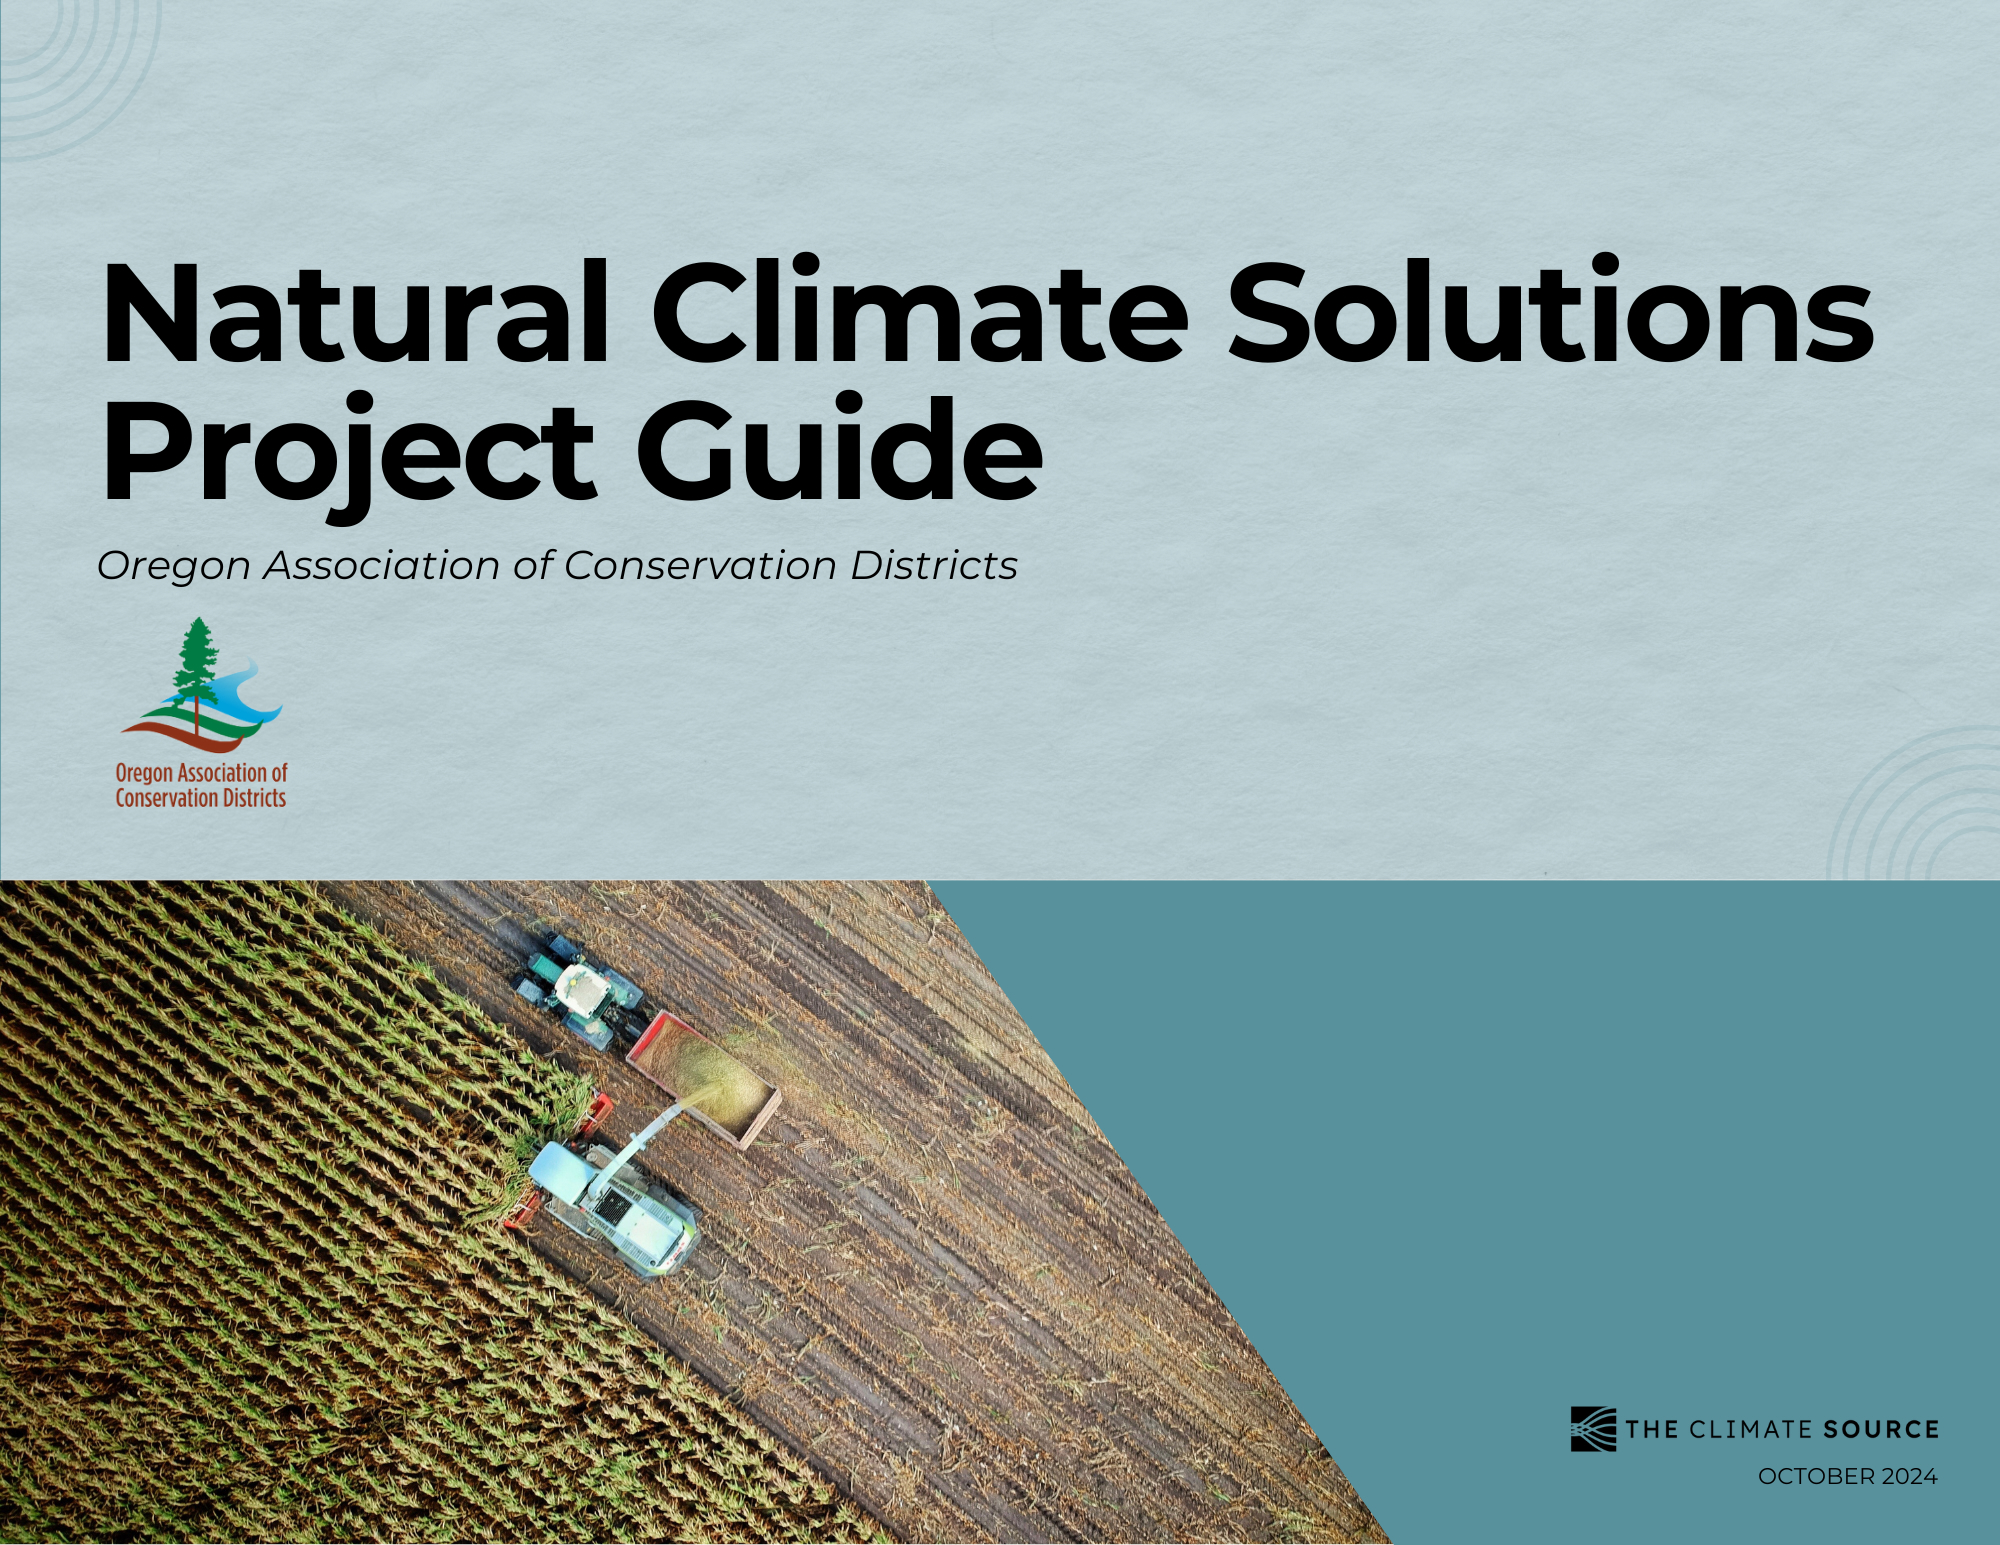 Natural Climate Solutions
Project Guide
Oregon Association of Conservation Districts
Oregon Association of
Conservation Districts
THE CLIMATE SOURCE
OCTOBER 2024